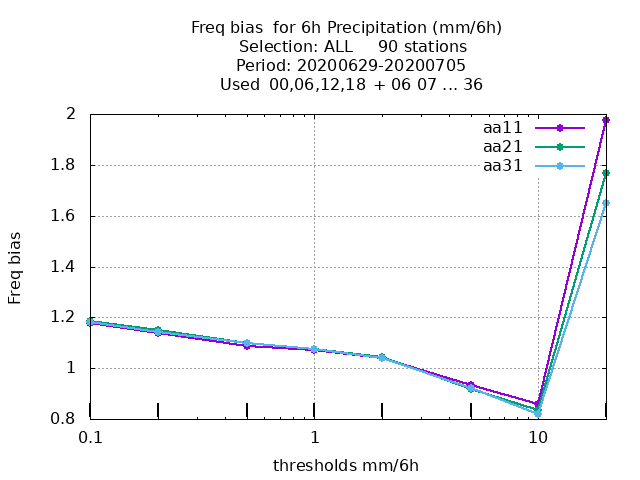 Freq bias  for 6h Precipitation (mm/6h)
Selection: ALL     90 stations
Period: 20200629-20200705
Used 00,06,12,18 + 06 07 ... 36
aa11
aa21
aa31
2
1.8
1.6
1.4
1.2
1
0.8
Freq bias
0.1 1 10
thresholds mm/6h